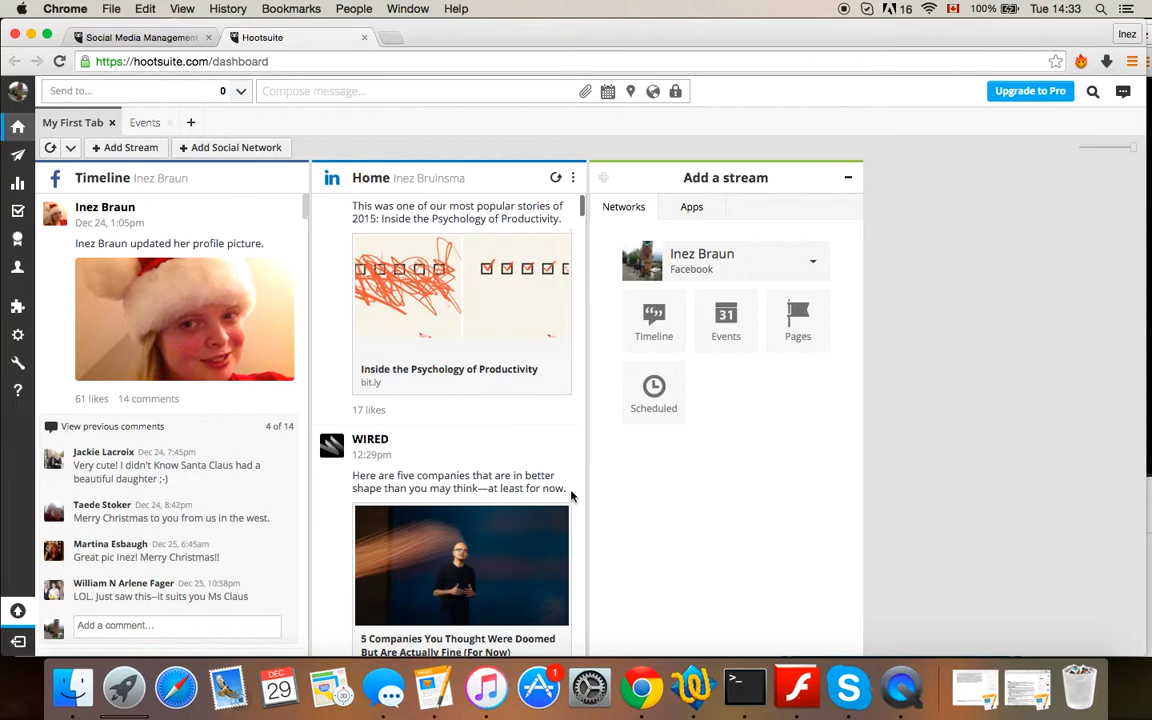 Chrome File Edit View History Bookmarks People Window Help
16 100% Tue 14:33
Social Media Management
Hootsuite
Inez
https://hootsuite.com/dashboard
Send to... 0
Compose message...
Upgrade to Pro
My First Tab
Events
Add Stream
Add Social Network
Timeline Inez Braun
Inez Braun
Dec 24, 1:05pm
Inez Braun updated her profile picture.
61 likes 14 comments
View previous comments 4 of 14
Jackie Lacroix Dec 24, 7:45pm
Very cute! I didn't Know Santa Claus had a
beautiful daughter ;-)
Taede Stoker Dec 24, 8:42pm
Merry Christmas to you from us in the west.
Martina Esbaugh Dec 25, 6:45am
Great pic Inez! Merry Christmas!!
William N Arlene Fager Dec 25, 10:58pm
LOL, Just saw this--it suits you Ms Claus
Add a comment...
Home Inez Bruinsma
This was one of our most popular stories of
2015: Inside the Psychology of Productivity.
Inside the Psychology of Productivity
bit.ly
17 likes
WIRED
12:29pm
Here are five companies that are in better
shape than you may think—at least for now.
5 Companies You Thought Were Doomed
But Are Actually Fine (For Now)
Add a stream
Networks
Apps
Inez Braun
Facebook
Timeline
31
Events
Pages
Scheduled
DEC
29
1